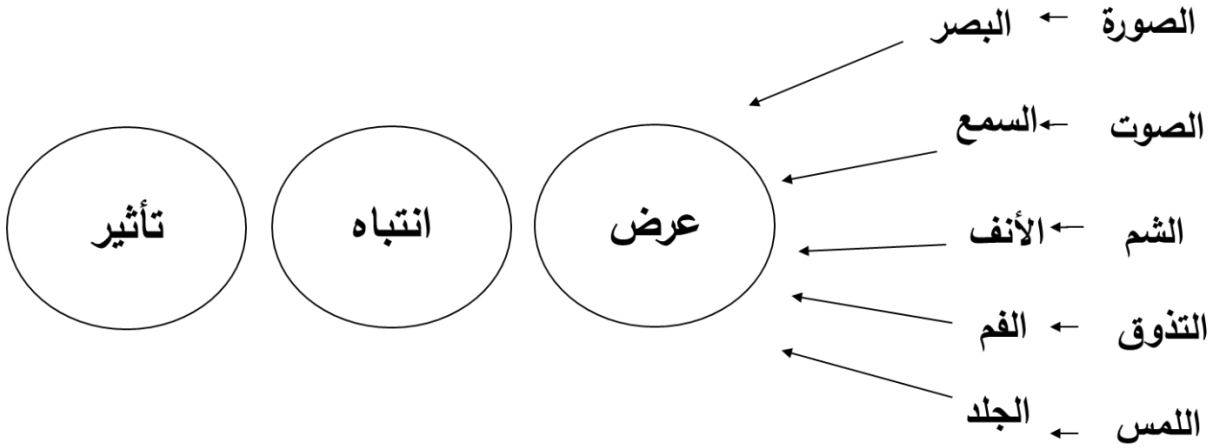 الصورة ← البصر
الصوت ← السمع
الشم ← الأنف
التذوق ← الفم
اللمس ← الجلد
عرض
انتباه
تأثير